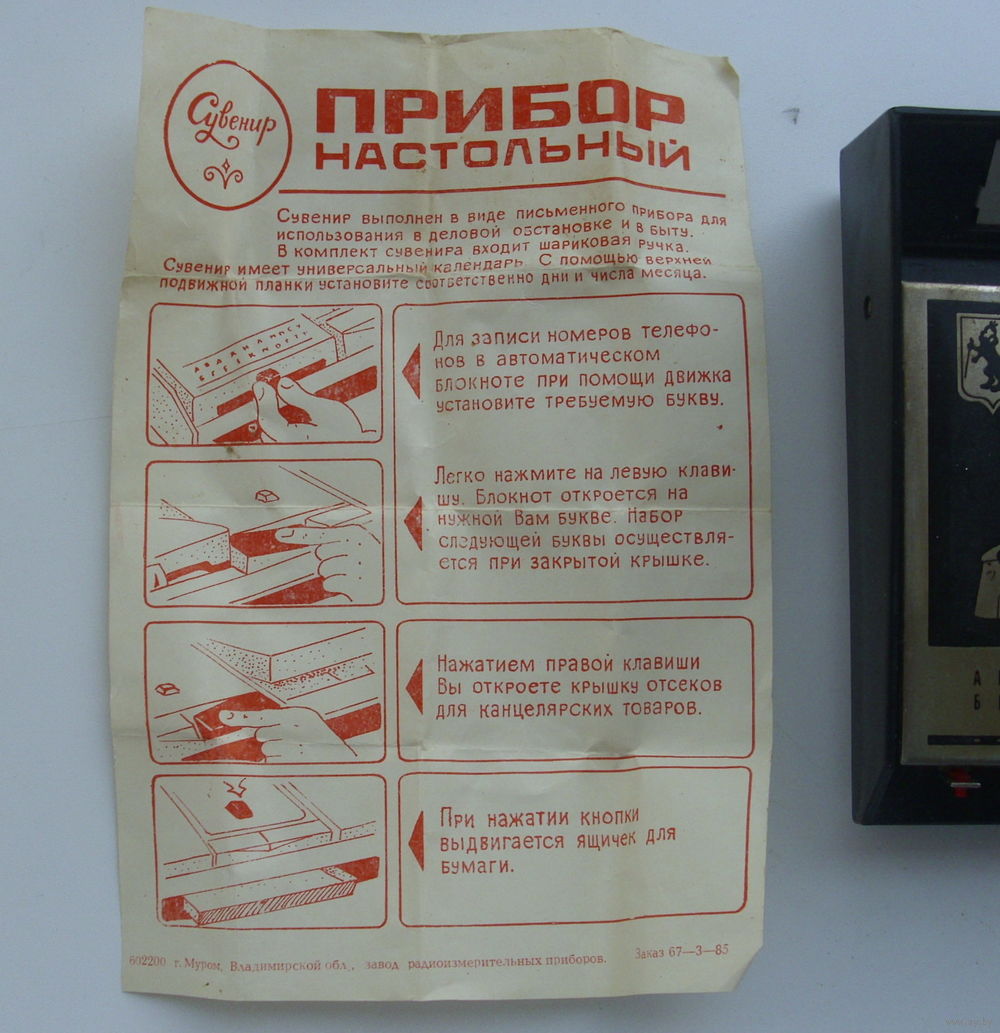 Сувенир
ПРИБОР
НАСТОЛЬНЫЙ
Сувенир выполнен в виде письменного прибора для
использования в деловой обстановке и в быту.
В комплект сувенира входит шариковая ручка.
Сувенир имеет универсальный календарь. С помощью верхней
подвижной планки установите соответственно дни и числа месяца.
Для записи номеров телефо-
нов в автоматическом
блокноте при помощи движка
установите требуемую букву.
Легко нажмите на левую клави-
шу. Блокнот откроется на
нужной Вам букве. Набор
следующей буквы осуществля-
ется при закрытой крышке.
Нажатием правой клавиши
Вы откроете крышку отсеков
для канцелярских товаров.
При нажатии кнопки
выдвигается ящичек для
бумаги.
602200 г. Муром, Владимирской обл., завод радиоизмерительных приборов.
Заказ 67—3—85
А
Б